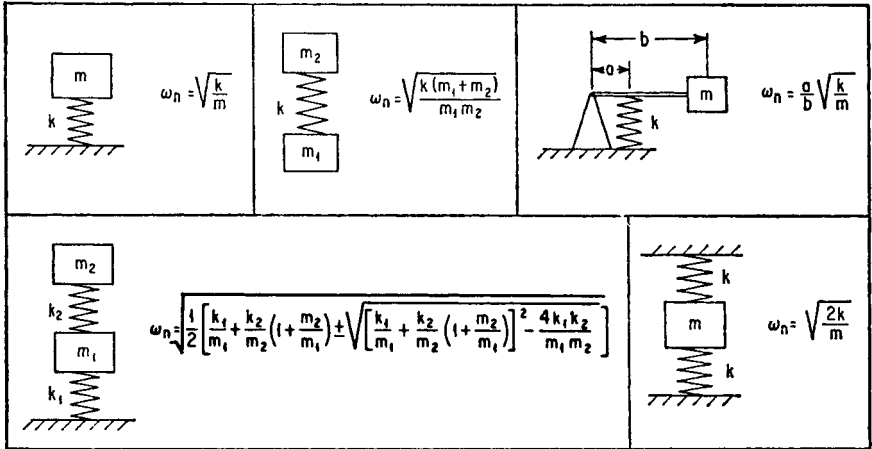 m
k
ωn = √(k/m)
m2
k
m1
ωn = √(k(m1+m2)/(m1m2))
b
a
m
k
ωn = a/b √(k/m)
m2
k2
m1
k1
ωn = √(1/2[k1/m1 + k2/m2(1+m2/m1) ± √([k1/m1 + k2/m2(1+m2/m1)]² − 4k1k2/(m1m2))])
k
m
k
ωn = √(2k/m)